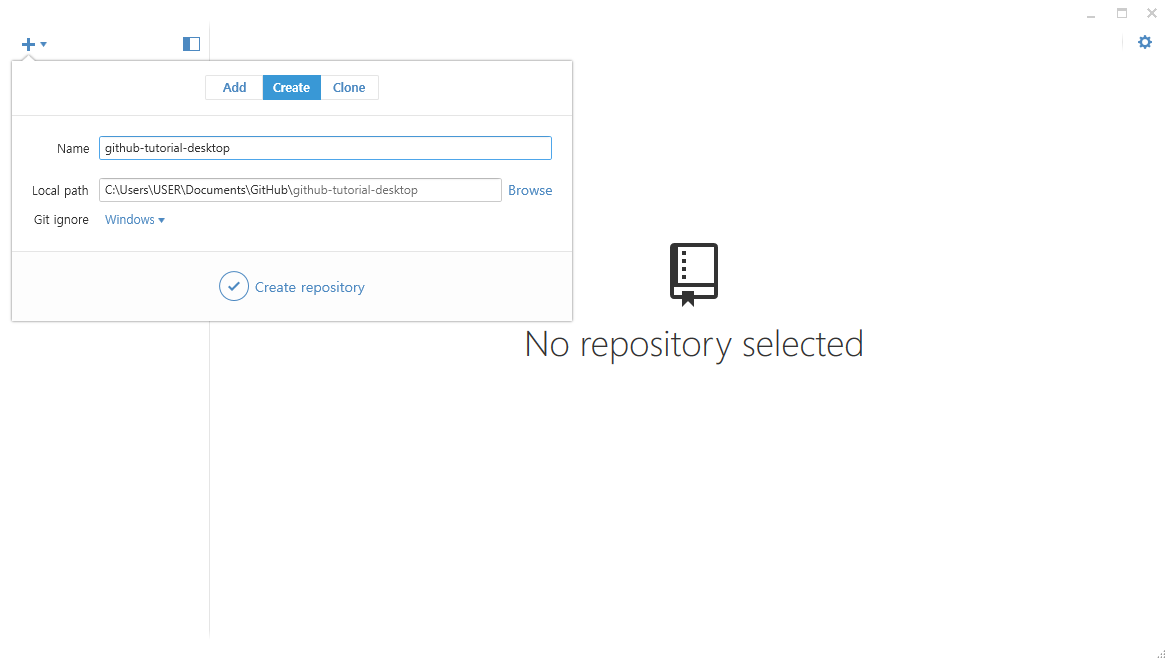 Add Create Clone
Name github-tutorial-desktop
Local path C:\Users\USER\Documents\GitHub\github-tutorial-desktop Browse
Git ignore Windows
Create repository
No repository selected